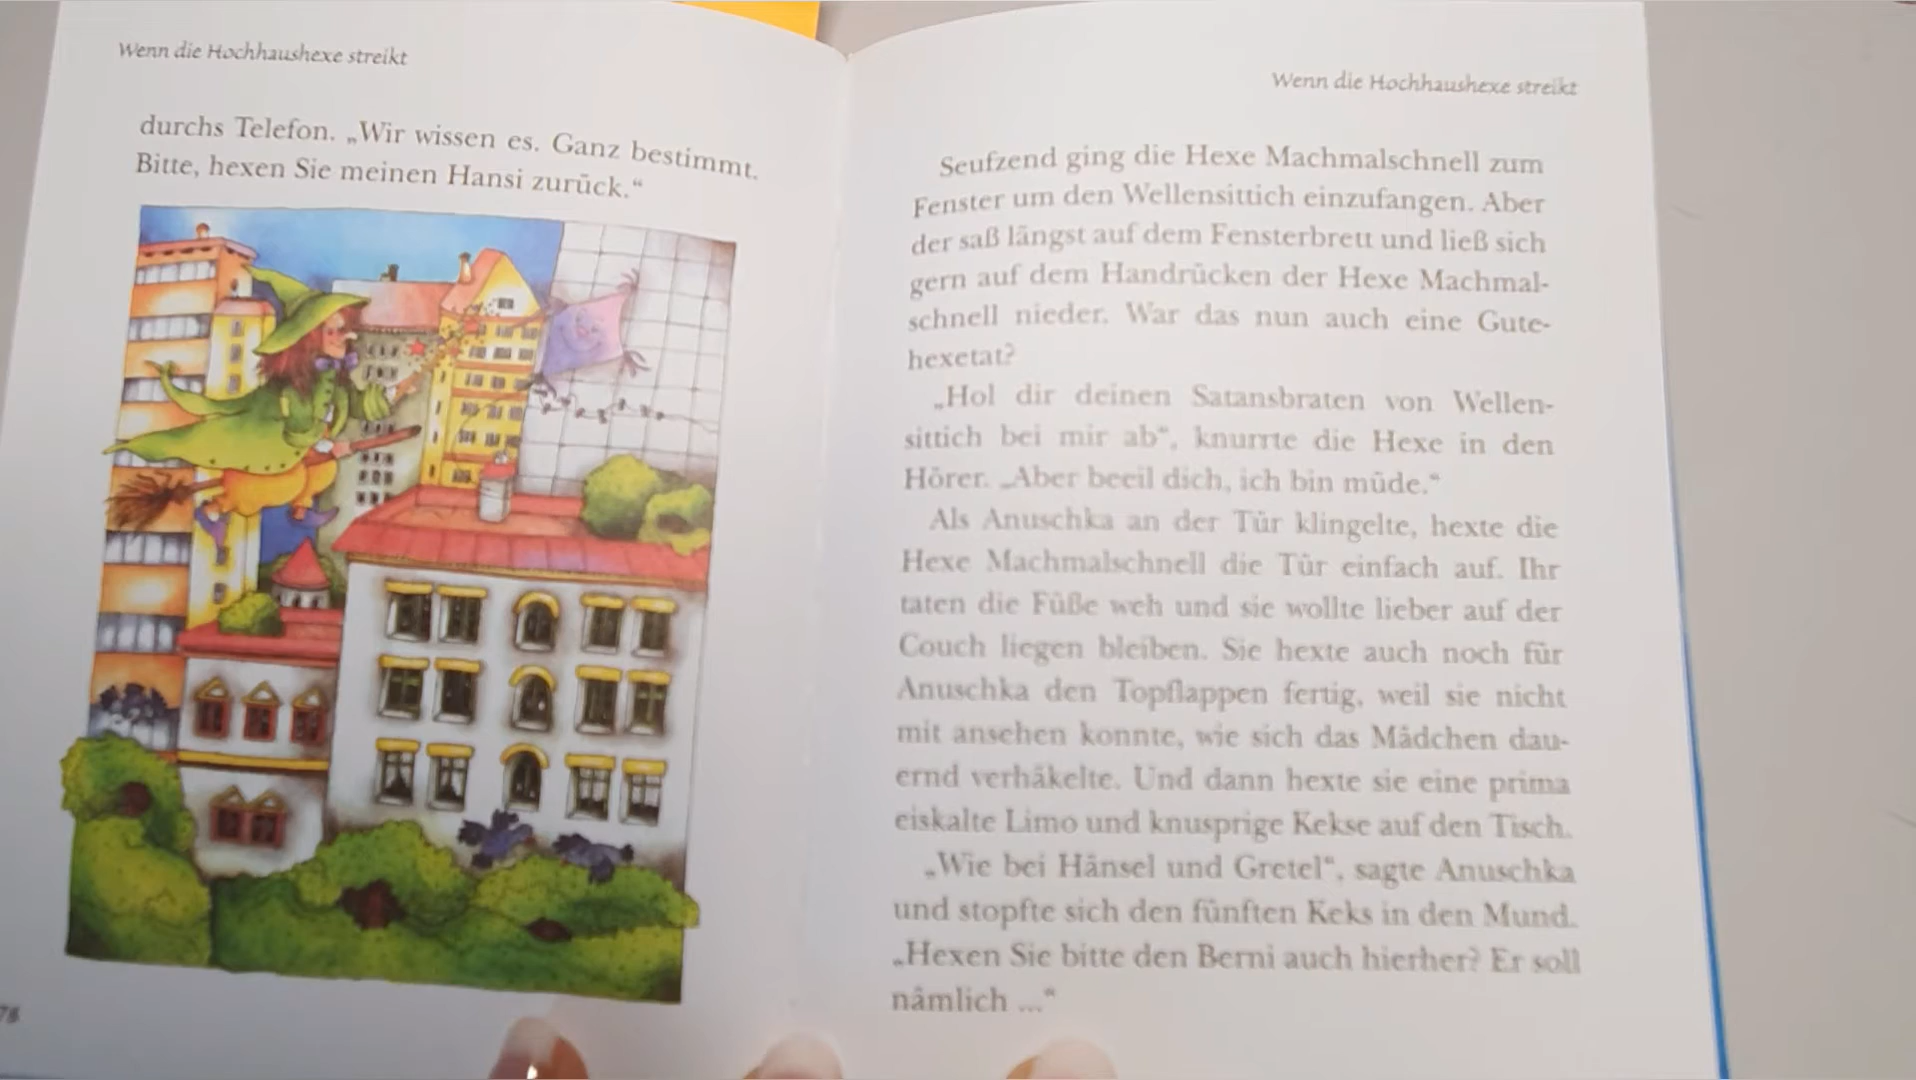 Wenn die Hochhaushexe streikt
durchs Telefon. „Wir wissen es. Ganz bestimmt.
Bitte, hexen Sie meinen Hansi zurück.“
78
Wenn die Hochhaushexe streikt
Seufzend ging die Hexe Machmalschnell zum
Fenster um den Wellensittich einzufangen. Aber
der saß längst auf dem Fensterbrett und ließ sich
gern auf dem Handrücken der Hexe Machmal-
schnell nieder. War das nun auch eine Gute-
hexetat?
„Hol dir deinen Satansbraten von Wellen-
sittich bei mir ab“, knurrte die Hexe in den
Hörer. „Aber beeil dich, ich bin müde.“
Als Anuschka an der Tür klingelte, hexte die
Hexe Machmalschnell die Tür einfach auf. Ihr
taten die Füße weh und sie wollte lieber auf der
Couch liegen bleiben. Sie hexte auch noch für
Anuschka den Topflappen fertig, weil sie nicht
mit ansehen konnte, wie sich das Mädchen dau-
ernd verhäkelte. Und dann hexte sie eine prima
eiskalte Limo und knusprige Kekse auf den Tisch.
„Wie bei Hänsel und Gretel“, sagte Anuschka
und stopfte sich den fünften Keks in den Mund.
„Hexen Sie bitte den Berni auch hierher? Er soll
nämlich ...“